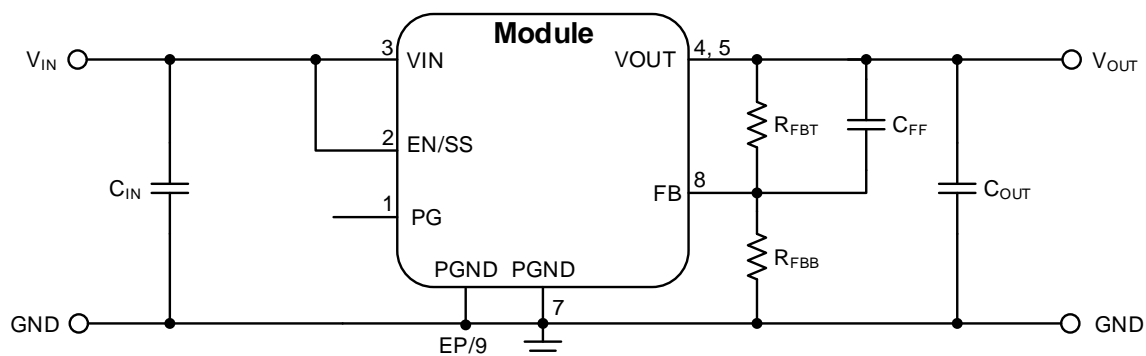 Module
VIN 3 VIN VOUT 4, 5 VOUT
RFBT CFF
2 EN/SS
CIN FB 8 COUT
1 PG
RFBB
PGND PGND
7
GND GND
EP/9